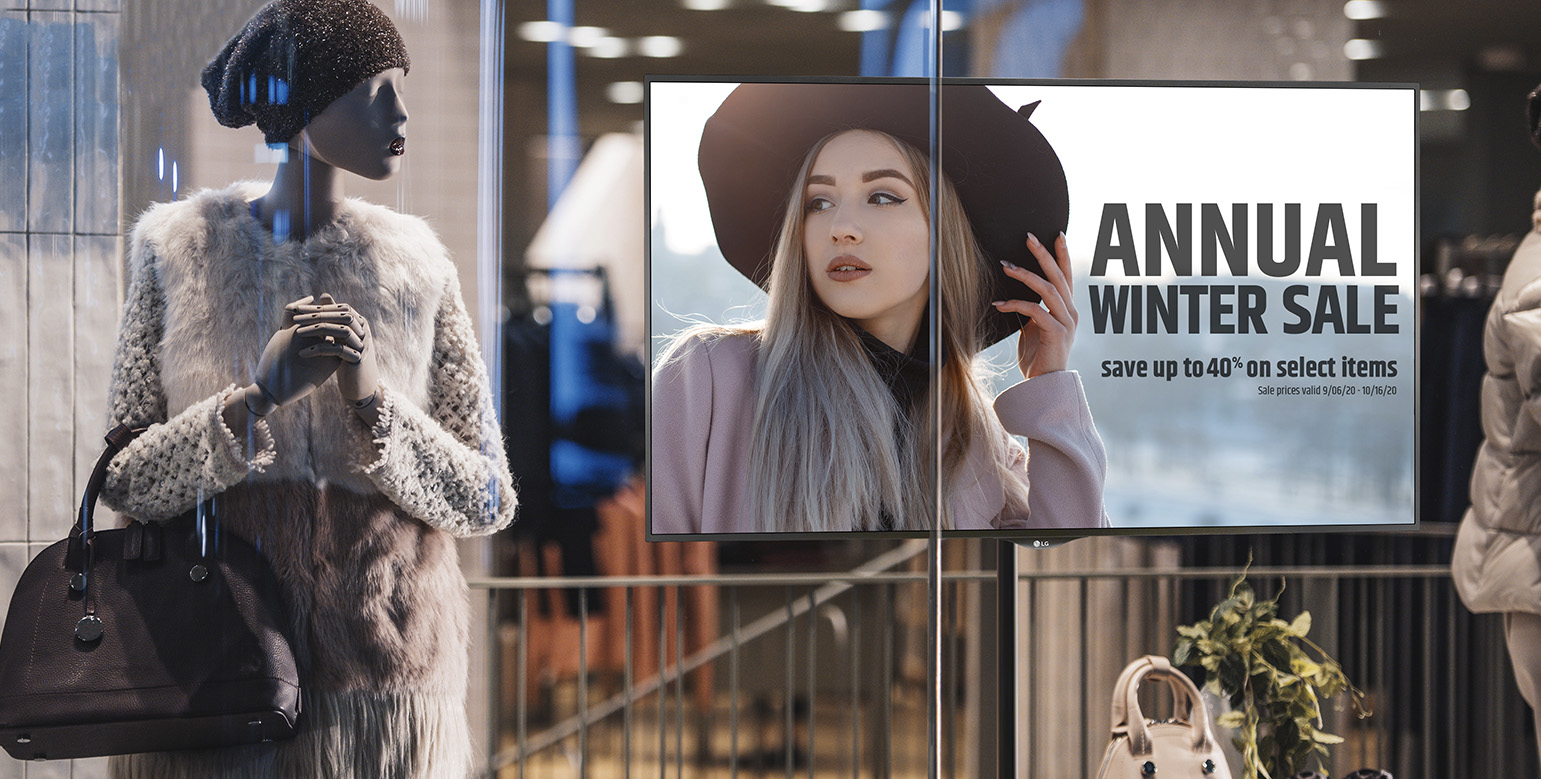 ANNUAL
WINTER SALE
save up to 40% on select items
Sale prices valid 9/06/20 - 10/16/20
LG